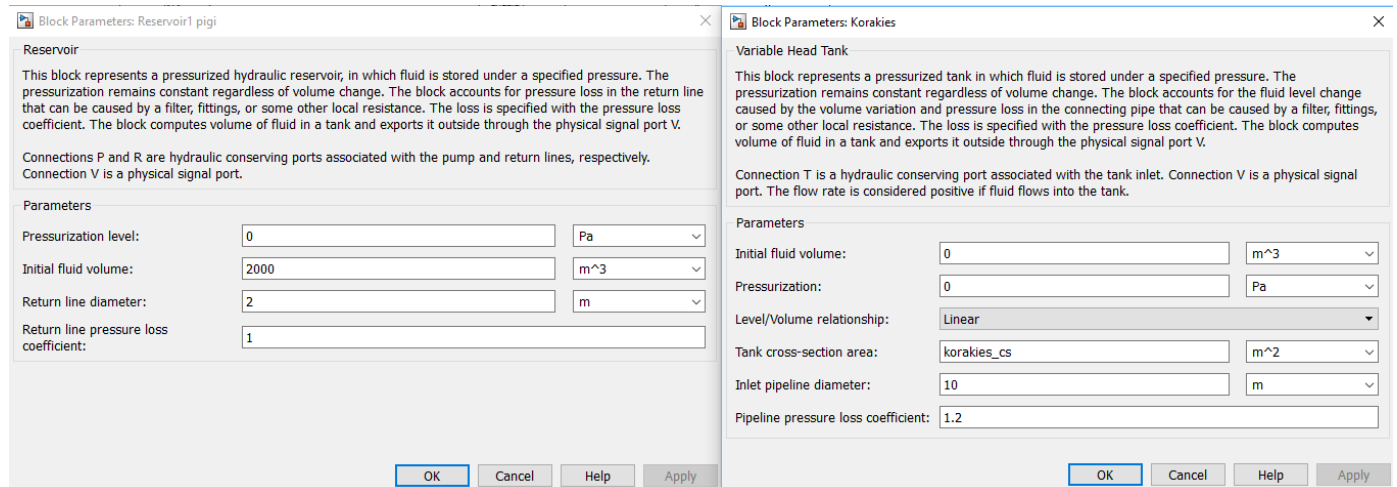 Block Parameters: Reservoir1 pigi
Reservoir
This block represents a pressurized hydraulic reservoir, in which fluid is stored under a specified pressure. The
pressurization remains constant regardless of volume change. The block accounts for pressure loss in the return line
that can be caused by a filter, fittings, or some other local resistance. The loss is specified with the pressure loss
coefficient. The block computes volume of fluid in a tank and exports it outside through the physical signal port V.
Connections P and R are hydraulic conserving ports associated with the pump and return lines, respectively.
Connection V is a physical signal port.
Parameters
Pressurization level: 0 Pa
Initial fluid volume: 2000 m^3
Return line diameter: 2 m
Return line pressure loss
coefficient: 1
OK Cancel Help Apply
Block Parameters: Korakies
Variable Head Tank
This block represents a pressurized tank in which fluid is stored under a specified pressure. The
pressurization remains constant regardless of volume change. The block accounts for the fluid level change
caused by the volume variation and pressure loss in the connecting pipe that can be caused by a filter, fittings,
or some other local resistance. The loss is specified with the pressure loss coefficient. The block computes
volume of fluid in a tank and exports it outside through the physical signal port V.
Connection T is a hydraulic conserving port associated with the tank inlet. Connection V is a physical signal
port. The flow rate is considered positive if fluid flows into the tank.
Parameters
Initial fluid volume: 0 m^3
Pressurization: 0 Pa
Level/Volume relationship: Linear
Tank cross-section area: korakies_cs m^2
Inlet pipeline diameter: 10 m
Pipeline pressure loss coefficient: 1.2
OK Cancel Help Apply